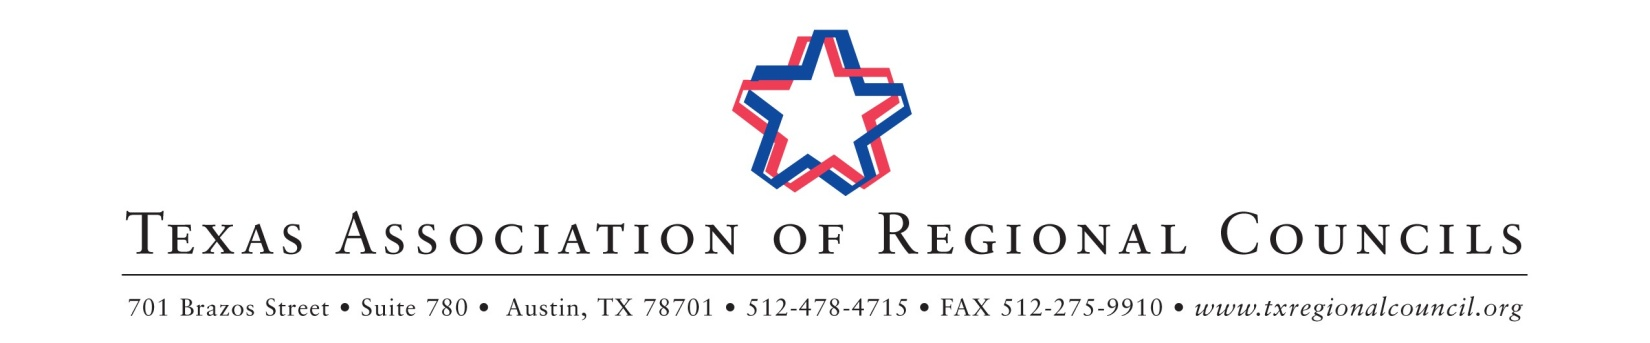 TEXAS ASSOCIATION OF REGIONAL COUNCILS
701 Brazos Street • Suite 780 • Austin, TX 78701 • 512-478-4715 • FAX 512-275-9910 • www.txregionalcouncil.org